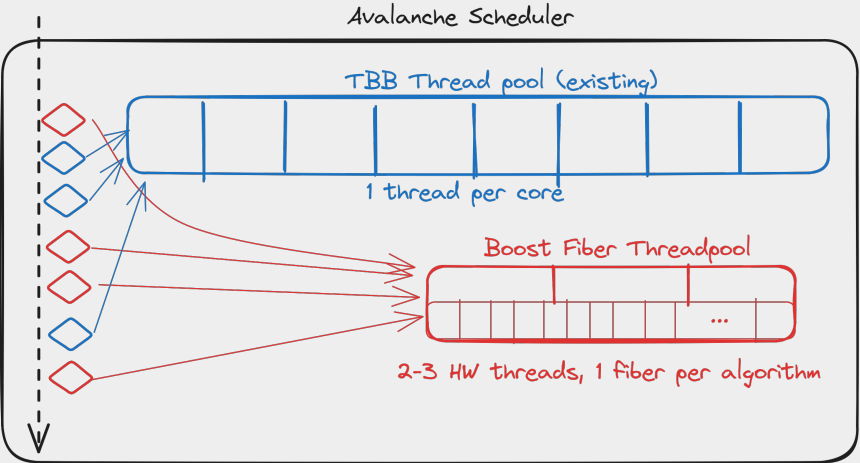 Avalanche Scheduler
TBB Thread pool (existing)
1 thread per core
Boost Fiber Threadpool
...
2-3 HW threads, 1 fiber per algorithm